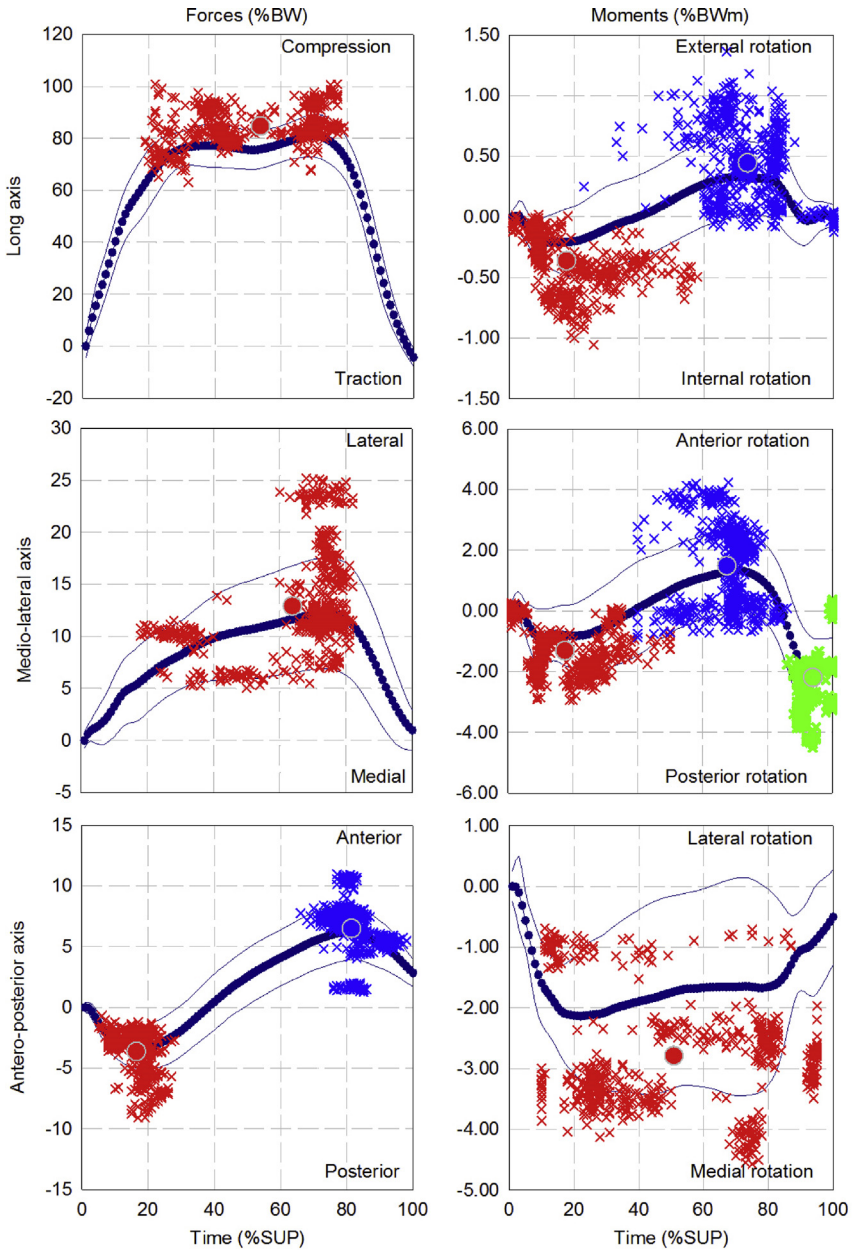 Forces (%BW)
Moments (%BWm)
Long axis
120
100
80
60
40
20
0
-20
Compression
Traction
1.50
1.00
0.50
0.00
-0.50
-1.00
-1.50
External rotation
Internal rotation
Medio-lateral axis
30
25
20
15
10
5
0
-5
Lateral
Medial
6.00
4.00
2.00
0.00
-2.00
-4.00
-6.00
Anterior rotation
Posterior rotation
Antero-posterior axis
15
10
5
0
-5
-10
-15
Anterior
Posterior
0 20 40 60 80 100
Time (%SUP)
1.00
0.00
-1.00
-2.00
-3.00
-4.00
-5.00
Lateral rotation
Medial rotation
0 20 40 60 80 100
Time (%SUP)